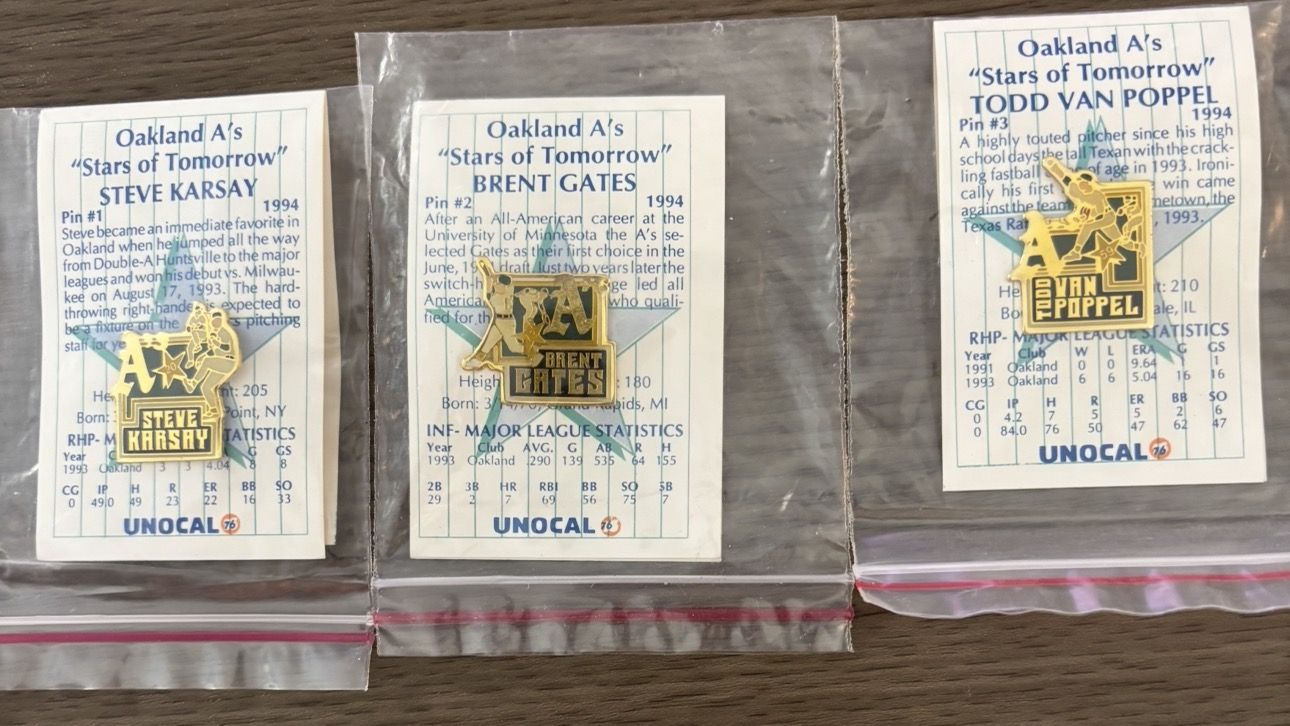 Oakland A's
"Stars of Tomorrow"
STEVE KARSAY
Pin #1 1994
Steve became an immediate favorite in
Oakland when he jumped all the way
from Double-A Huntsville to the major
leagues and won his debut vs. Milwau-
kee on August 17, 1993. The hard-
throwing right-hander is expected to
be a fixture on the pitching
staff for
A's
STEVE
KARSAY
: 205
Born: Point, NY
RHP- STATISTICS
Year GS
1993 Oakland 3 3 4.04 8 8
CG IP H R ER BB SO
0 49.0 49 23 22 16 33
UNOCAL 76
Oakland A's
"Stars of Tomorrow"
BRENT GATES
Pin #2 1994
After an All-American career at the
University of Minnesota the A's se-
lected Gates as their first choice in the
June, draft. Just two years later the
switch-h ge led all
American who quali-
fied for th
A's
BRENT
GATES
Heigh : 180
Born: Grand Rapids, MI
INF- MAJOR LEAGUE STATISTICS
Year Club AVG. G AB R H
1993 Oakland .290 139 535 64 155
2B 3B HR RBI BB SO SB
29 2 7 69 56 75 7
UNOCAL 76
Oakland A's
"Stars of Tomorrow"
TODD VAN POPPEL
Pin #3 1994
A highly touted pitcher since his high
school days the tall Texan with the crack-
ling fastball of age in 1993. Ironi-
cally his first win came
against the team metown, the
Texas Ra , 1993.
A's
TODD
VAN
POPPEL
He t: 210
Bo ale, IL
RHP- MAJOR LEAGUE STATISTICS
Year Club W L ERA G GS
1991 Oakland 0 0 9.64 1 1
1993 Oakland 6 6 5.04 16 16
CG IP H R ER BB SO
0 4.2 7 5 5 2 6
0 84.0 76 50 47 62 47
UNOCAL 76